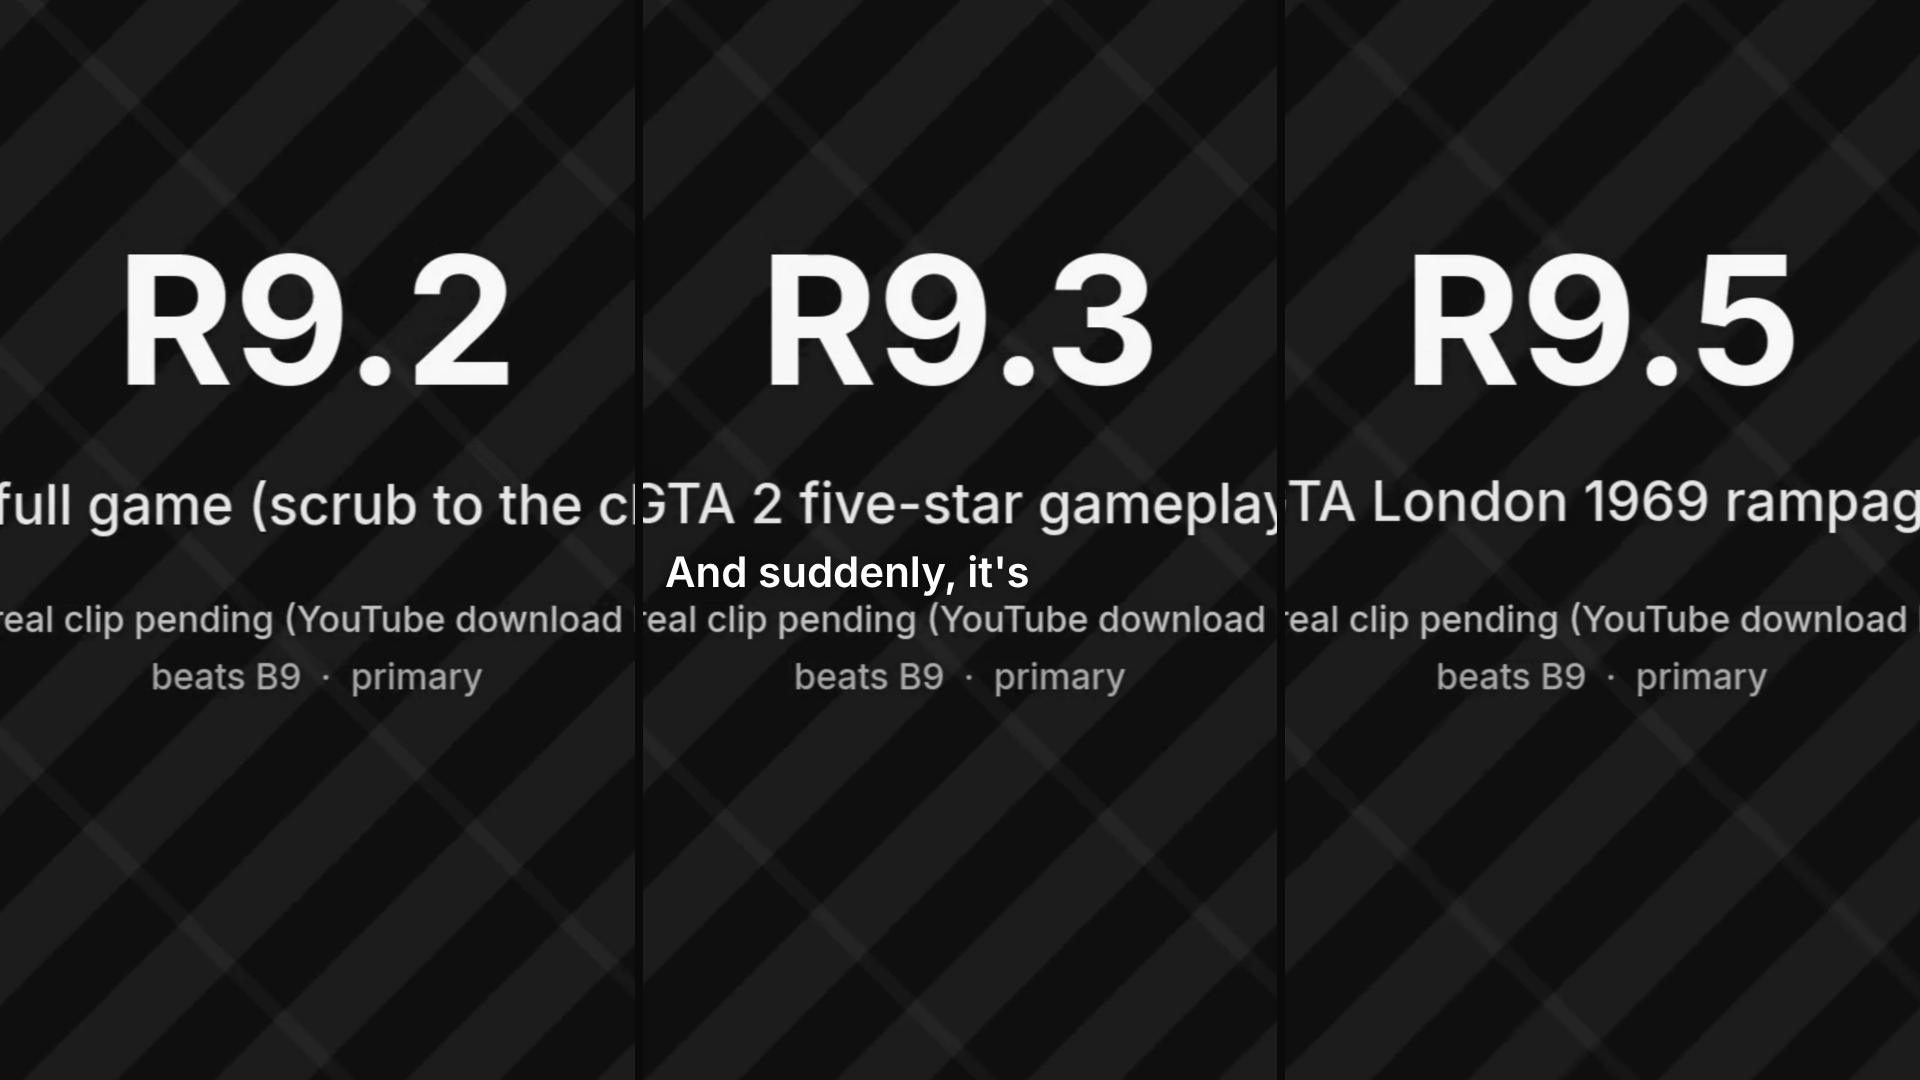 R9.2
full game (scrub to the
real clip pending (YouTube download
beats B9 · primary
R9.3
GTA 2 five-star gameplay
And suddenly, it's
real clip pending (YouTube download
beats B9 · primary
R9.5
TA London 1969 rampag
real clip pending (YouTube download
beats B9 · primary